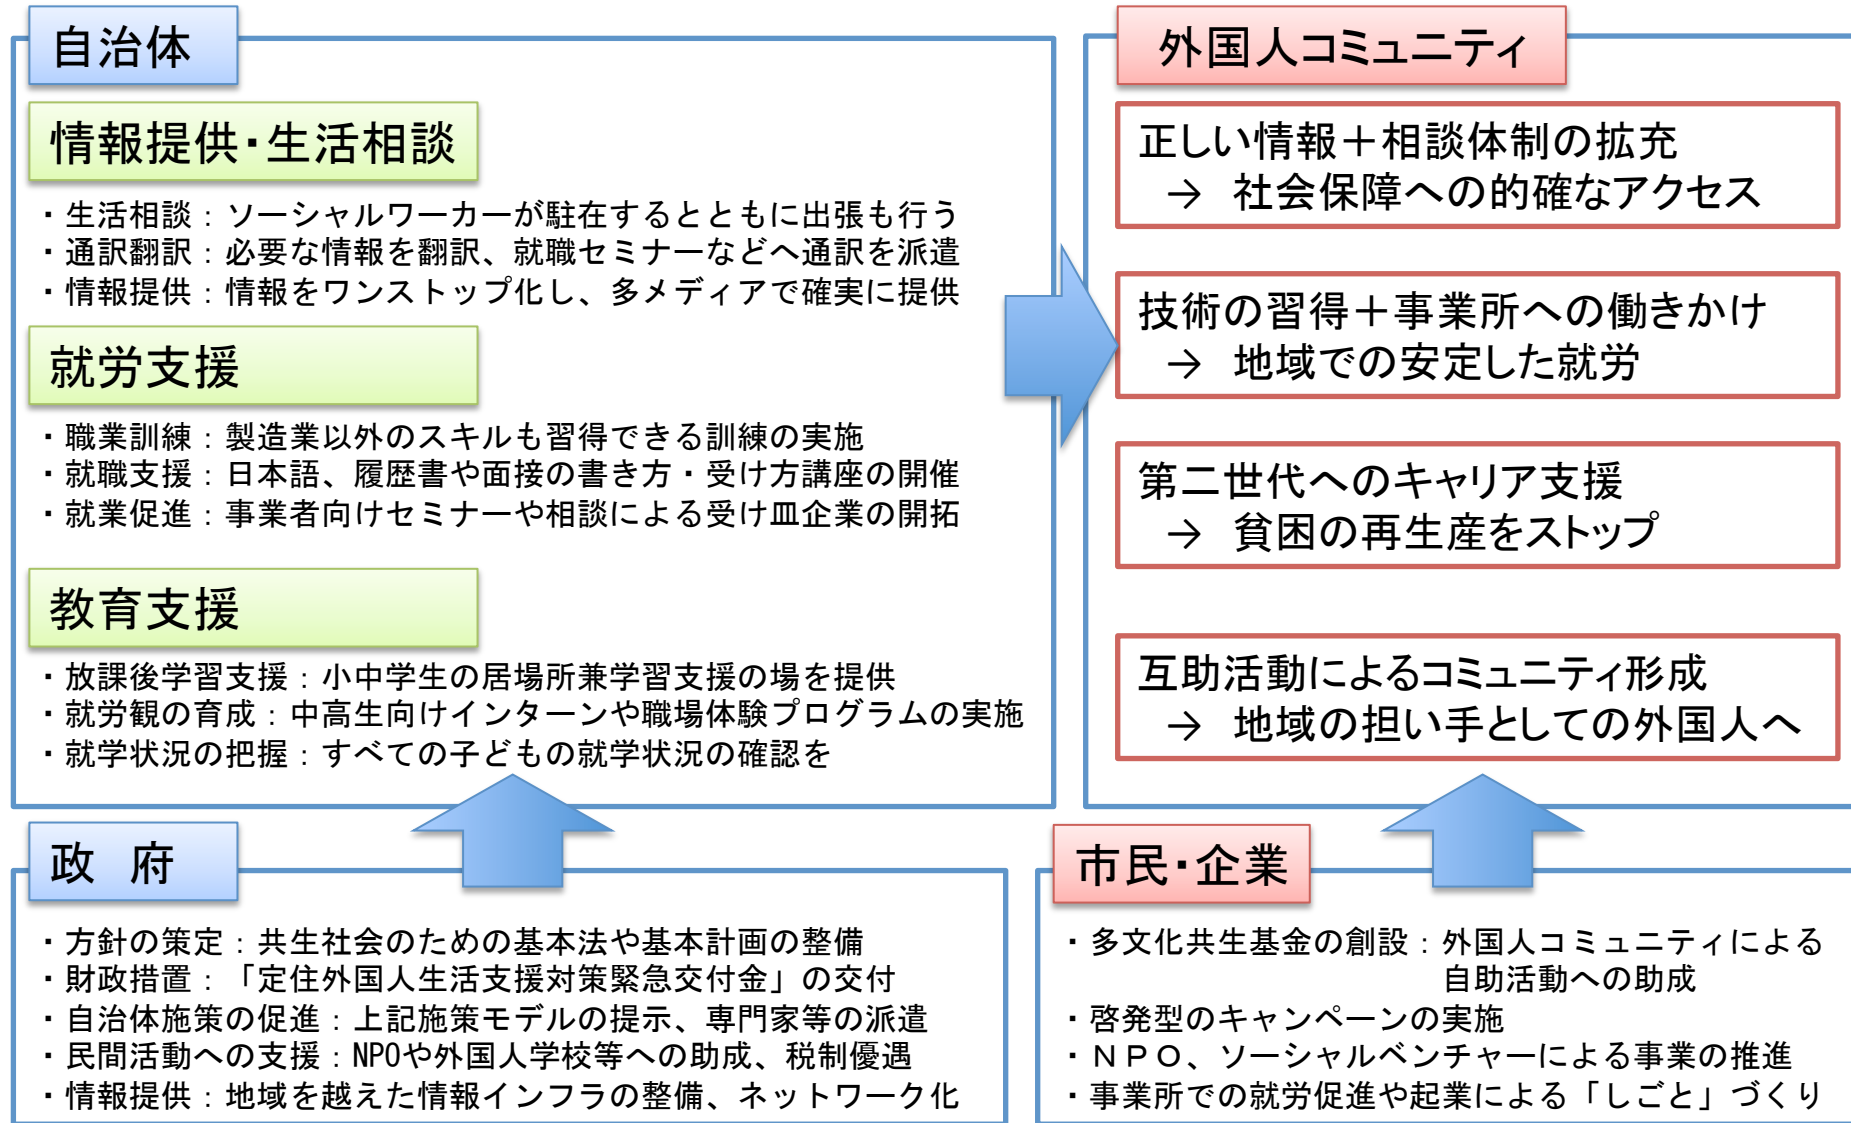 自治体
情報提供・生活相談
・生活相談：ソーシャルワーカーが駐在するとともに出張も行う
・通訳翻訳：必要な情報を翻訳、就職セミナーなどへ通訳を派遣
・情報提供：情報をワンストップ化し、多メディアで確実に提供
就労支援
・職業訓練：製造業以外のスキルも習得できる訓練の実施
・就職支援：日本語、履歴書や面接の書き方・受け方講座の開催
・就業促進：事業者向けセミナーや相談による受け皿企業の開拓
教育支援
・放課後学習支援：小中学生の居場所兼学習支援の場を提供
・就労観の育成：中高生向けインターンや職場体験プログラムの実施
・就学状況の把握：すべての子どもの就学状況の確認を
外国人コミュニティ
正しい情報＋相談体制の拡充
→ 社会保障への的確なアクセス
技術の習得＋事業所への働きかけ
→ 地域での安定した就労
第二世代へのキャリア支援
→ 貧困の再生産をストップ
互助活動によるコミュニティ形成
→ 地域の担い手としての外国人へ
政　府
・方針の策定：共生社会のための基本法や基本計画の整備
・財政措置：「定住外国人生活支援対策緊急交付金」の交付
・自治体施策の促進：上記施策モデルの提示、専門家等の派遣
・民間活動への支援：NPOや外国人学校等への助成、税制優遇
・情報提供：地域を越えた情報インフラの整備、ネットワーク化
市民・企業
・多文化共生基金の創設：外国人コミュニティによる
自助活動への助成
・啓発型のキャンペーンの実施
・ＮＰＯ、ソーシャルベンチャーによる事業の推進
・事業所での就労促進や起業による「しごと」づくり